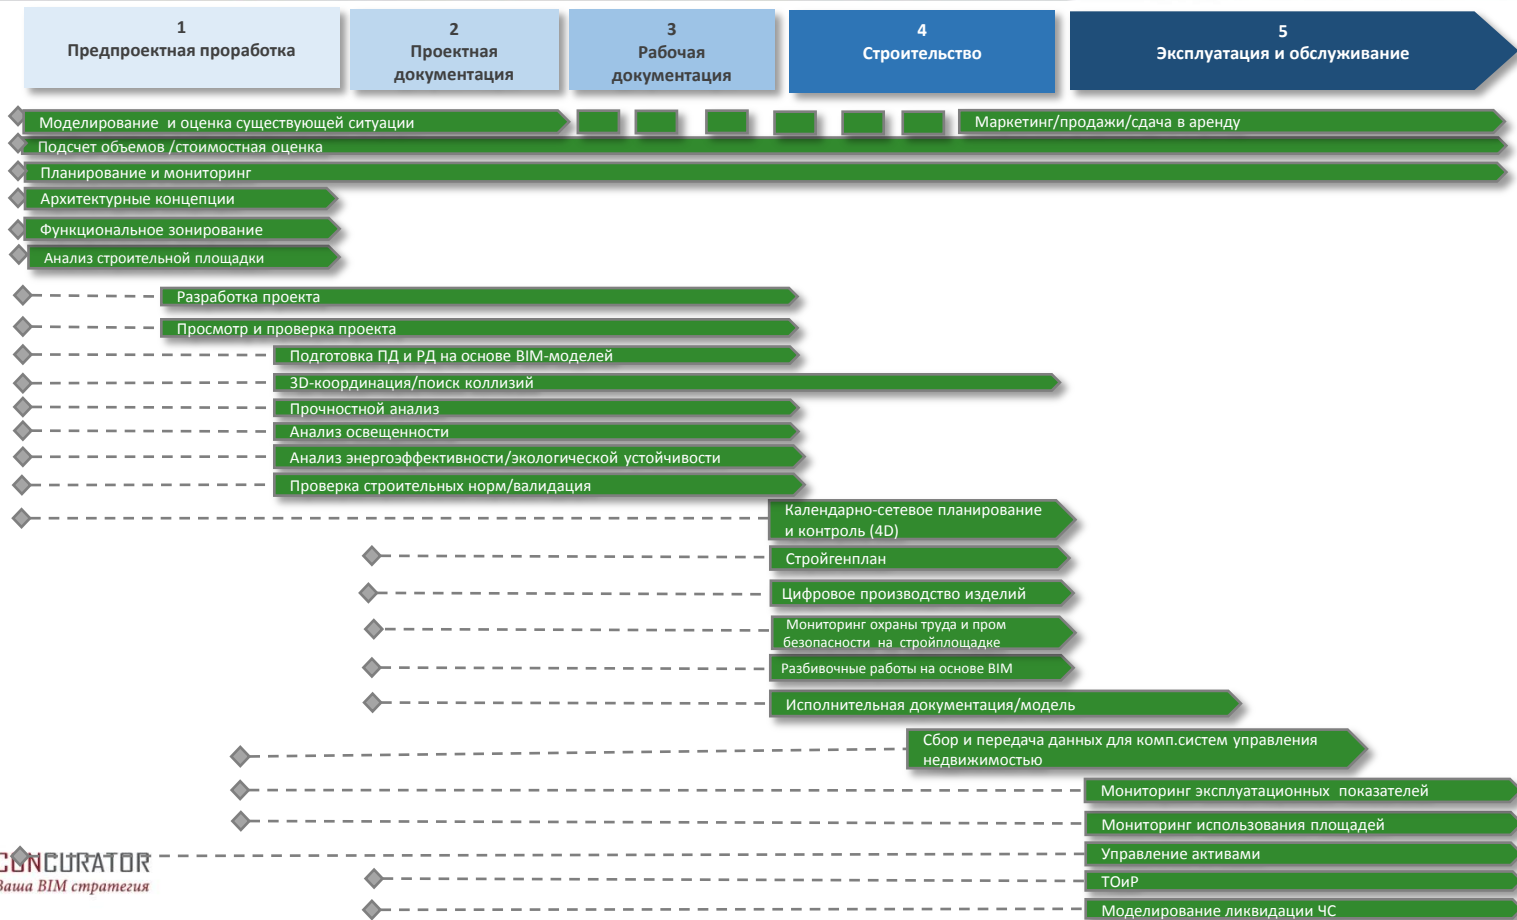 1
Предпроектная проработка
2
Проектная
документация
3
Рабочая
документация
4
Строительство
5
Эксплуатация и обслуживание
Моделирование и оценка существующей ситуации
Маркетинг/продажи/сдача в аренду
Подсчет объемов /стоимостная оценка
Планирование и мониторинг
Архитектурные концепции
Функциональное зонирование
Анализ строительной площадки
Разработка проекта
Просмотр и проверка проекта
Подготовка ПД и РД на основе BIM-моделей
3D-координация/поиск коллизий
Прочностной анализ
Анализ освещенности
Анализ энергоэффективности/экологической устойчивости
Проверка строительных норм/валидация
Календарно-сетевое планирование
и контроль (4D)
Стройгенплан
Цифровое производство изделий
Мониторинг охраны труда и пром
безопасности на стройплощадке
Разбивочные работы на основе BIM
Исполнительная документация/модель
Сбор и передача данных для комп.систем управления
недвижимостью
Мониторинг эксплуатационных показателей
Мониторинг использования площадей
Управление активами
ТОиР
Моделирование ликвидации ЧС
CONCURATOR
Ваша BIM стратегия